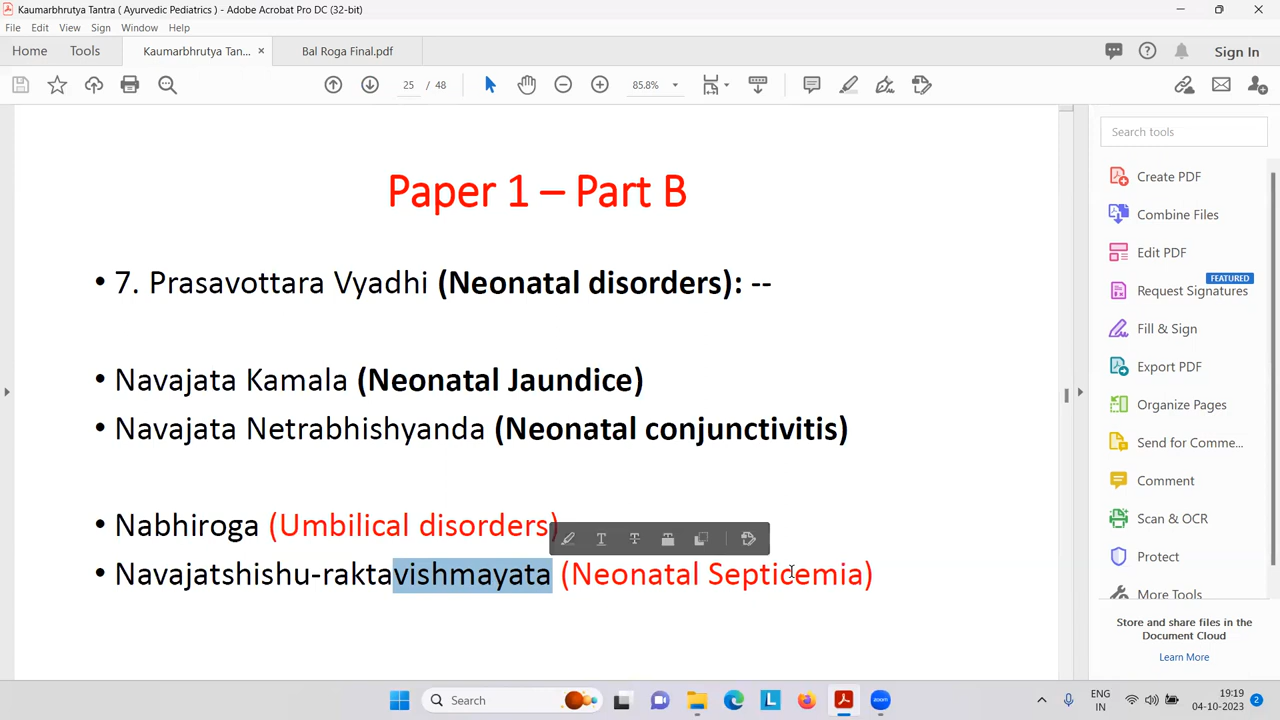 Kaumarbhrutya Tantra ( Ayurvedic Pediatrics ) - Adobe Acrobat Pro DC (32-bit)
File Edit View Sign Window Help
Home Tools Kaumarbhrutya Tan... × Bal Roga Final.pdf Sign In
25 / 48 85.8%
Search tools
Paper 1 – Part B
• 7. Prasavottara Vyadhi (Neonatal disorders): --
• Navajata Kamala (Neonatal Jaundice)
• Navajata Netrabhishyanda (Neonatal conjunctivitis)
• Nabhiroga (Umbilical disorders)
• Navajatshishu-raktavishmayata (Neonatal Septicemia)
Create PDF
Combine Files
Edit PDF
FEATURED
Request Signatures
Fill & Sign
Export PDF
Organize Pages
Send for Comme...
Comment
Scan & OCR
Protect
More Tools
Store and share files in the
Document Cloud
Learn More
Search
ENG
IN
19:19
04-10-2023
2